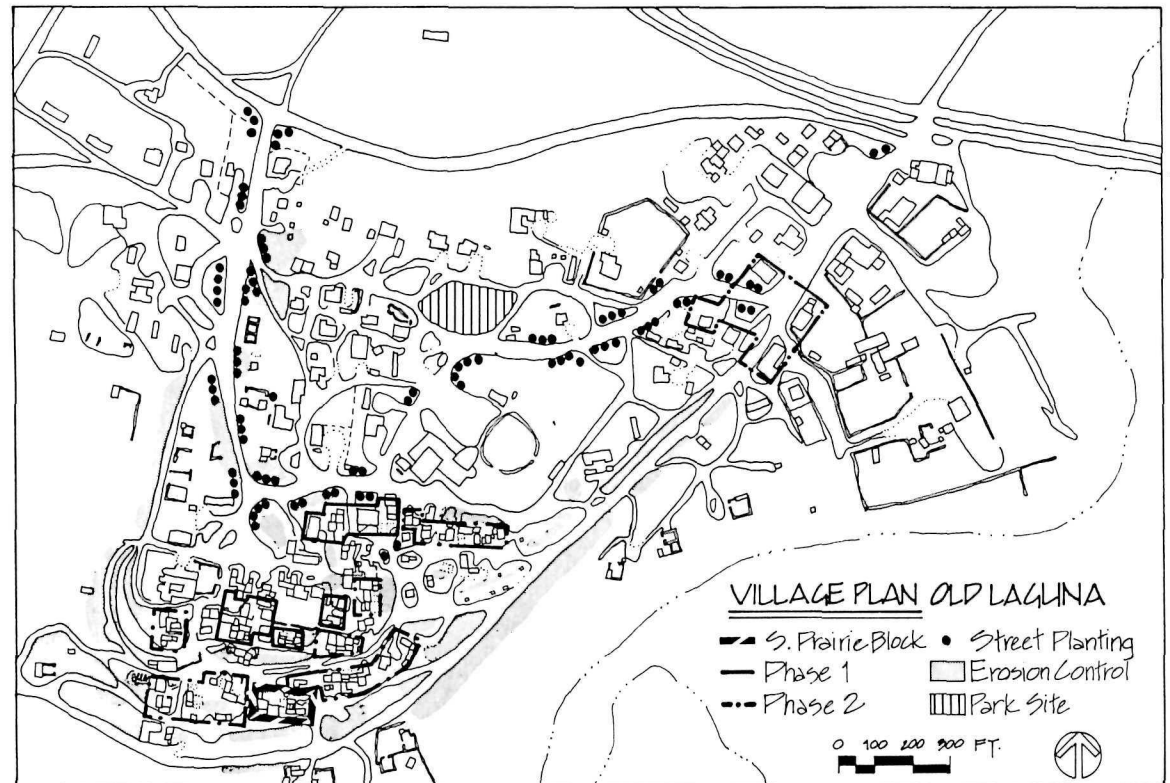 VILLAGE PLAN OLD LAGUNA
S. Prairie Block
Street Planting
Phase 1
Erosion Control
Phase 2
Park Site
0 100 200 300 FT.